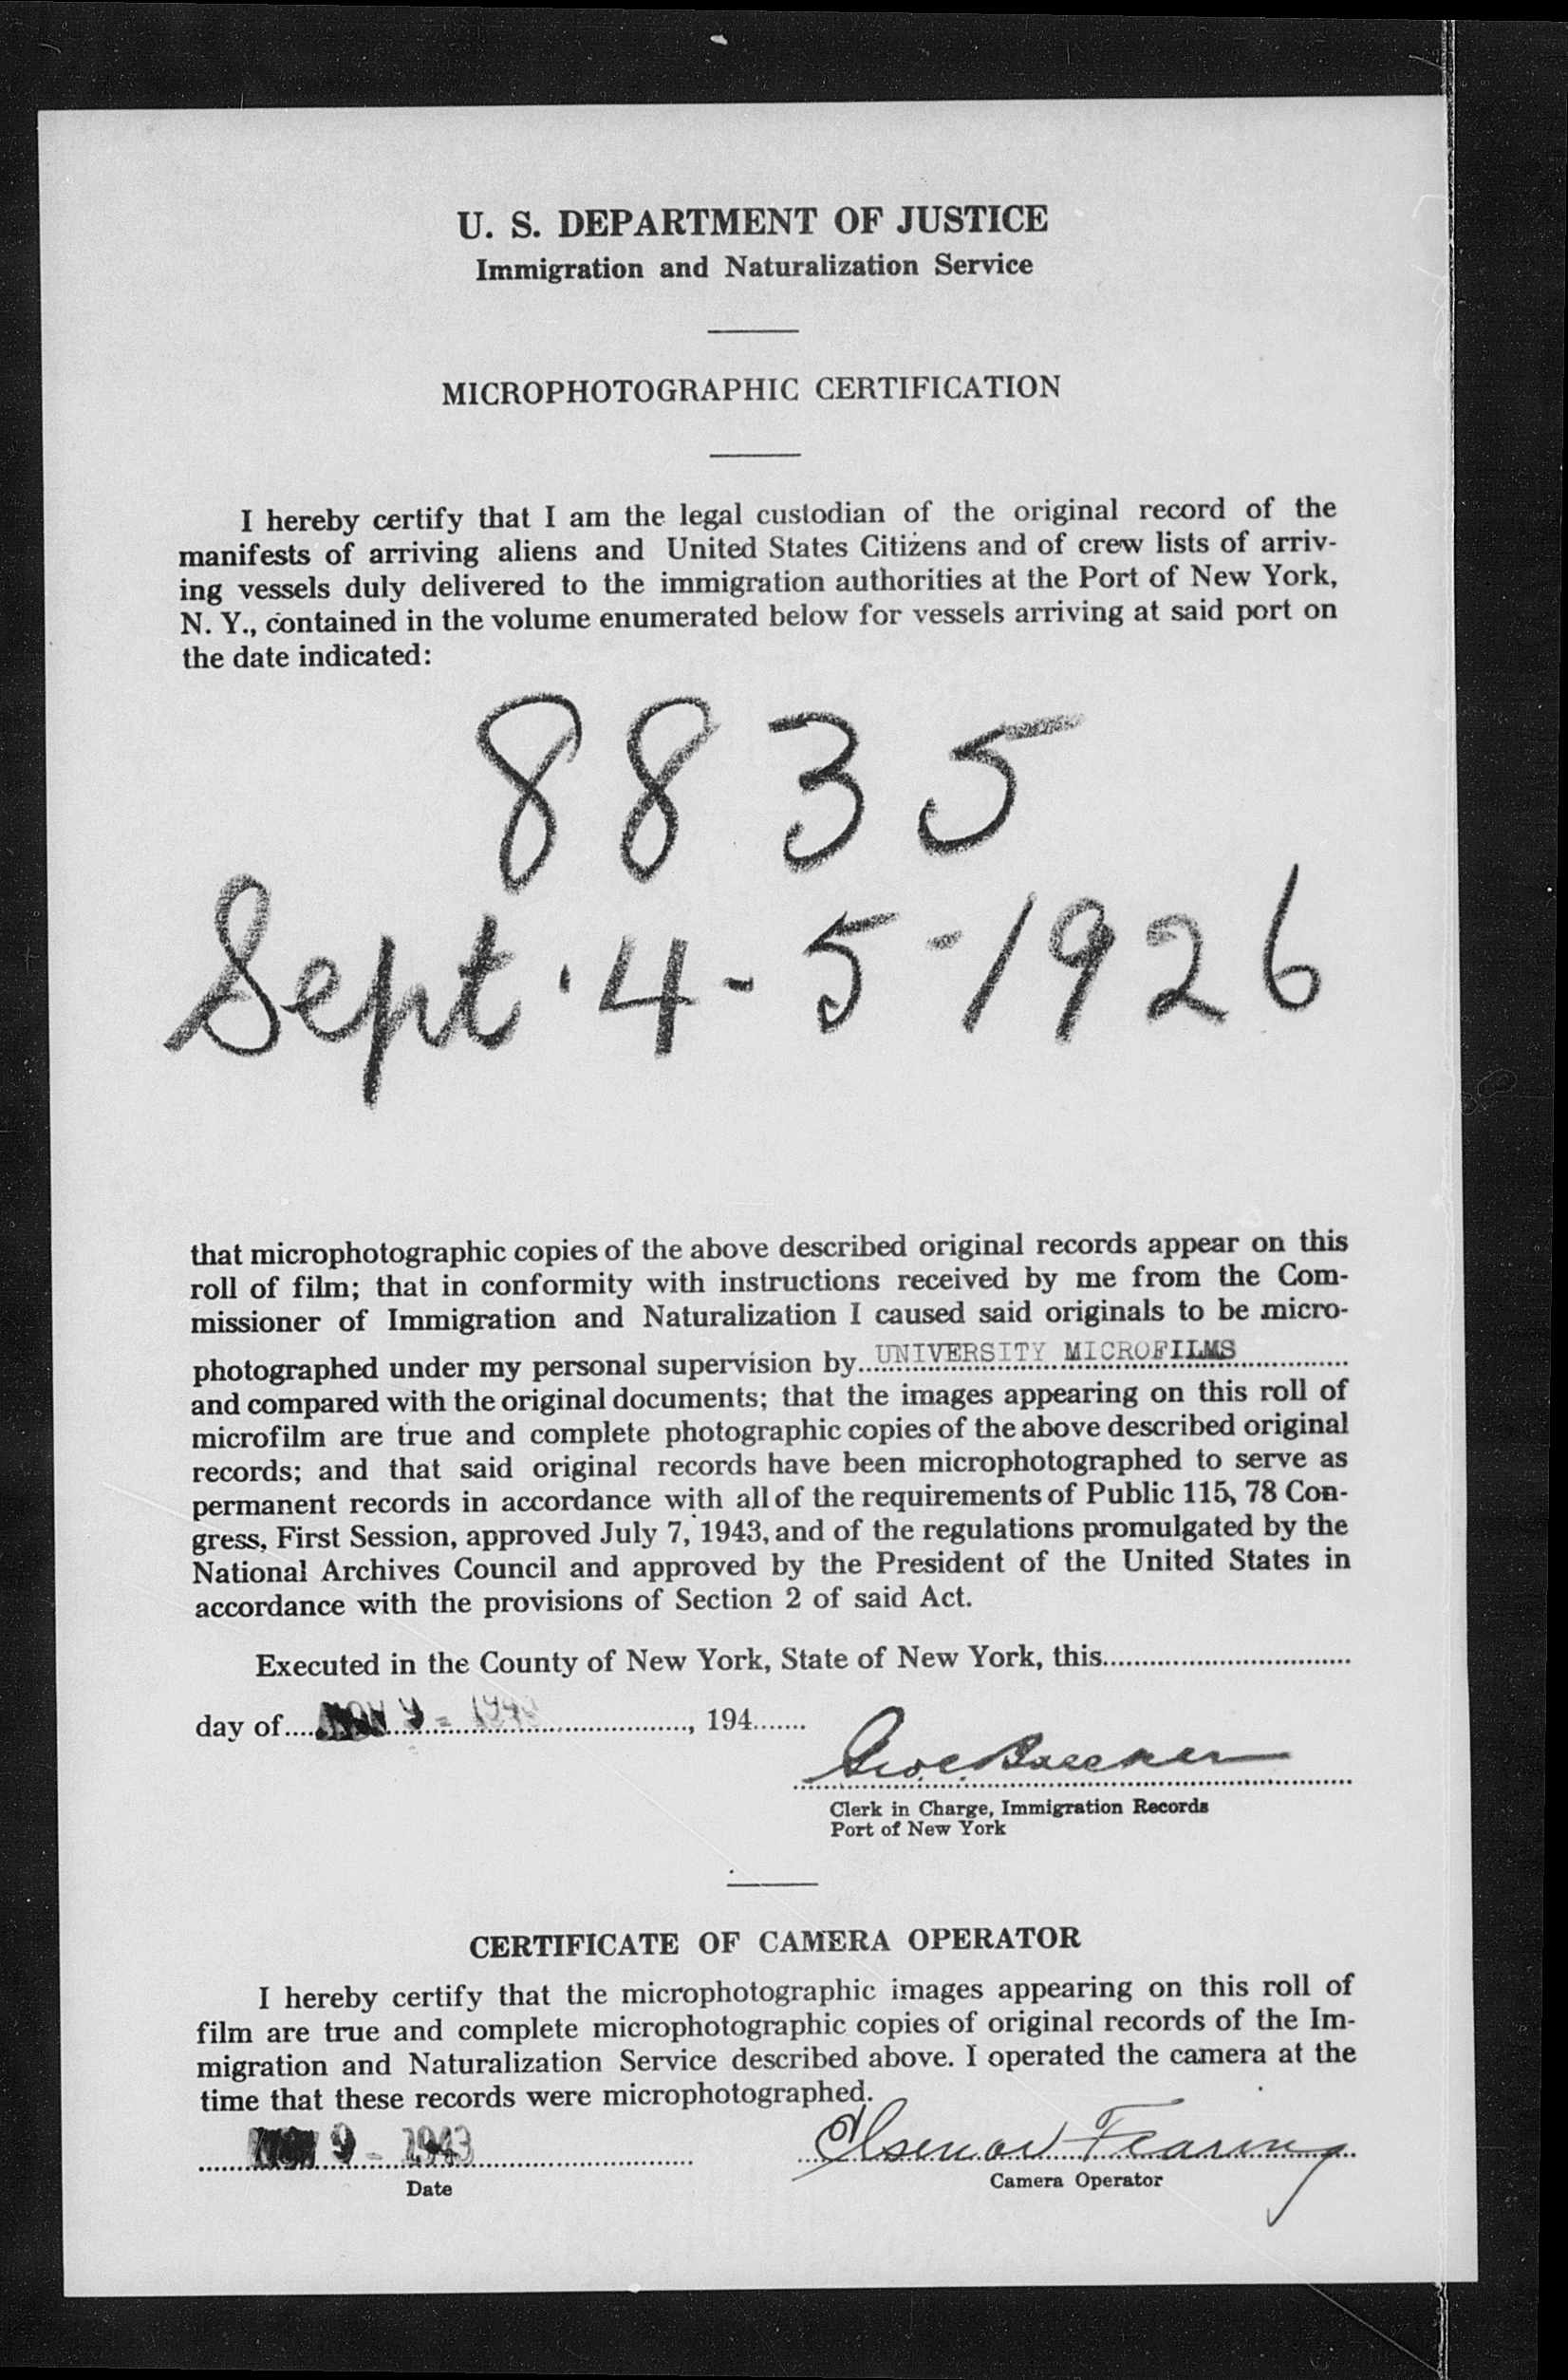 U. S. DEPARTMENT OF JUSTICE
Immigration and Naturalization Service
MICROPHOTOGRAPHIC CERTIFICATION
I hereby certify that I am the legal custodian of the original record of the
manifests of arriving aliens and United States Citizens and of crew lists of arriv-
ing vessels duly delivered to the immigration authorities at the Port of New York,
N. Y., contained in the volume enumerated below for vessels arriving at said port on
the date indicated:
8835
Sept. 4-5-1926
that microphotographic copies of the above described original records appear on this
roll of film; that in conformity with instructions received by me from the Com-
missioner of Immigration and Naturalization I caused said originals to be micro-
photographed under my personal supervision by UNIVERSITY MICROFILMS
and compared with the original documents; that the images appearing on this roll of
microfilm are true and complete photographic copies of the above described original
records; and that said original records have been microphotographed to serve as
permanent records in accordance with all of the requirements of Public 115, 78 Con-
gress, First Session, approved July 7, 1943, and of the regulations promulgated by the
National Archives Council and approved by the President of the United States in
accordance with the provisions of Section 2 of said Act.
Executed in the County of New York, State of New York, this
day of 9 - 194 , 194
Clerk in Charge, Immigration Records
Port of New York
CERTIFICATE OF CAMERA OPERATOR
I hereby certify that the microphotographic images appearing on this roll of
film are true and complete microphotographic copies of original records of the Im-
migration and Naturalization Service described above. I operated the camera at the
time that these records were microphotographed.
9 - 1943 Fearing
Date Camera Operator